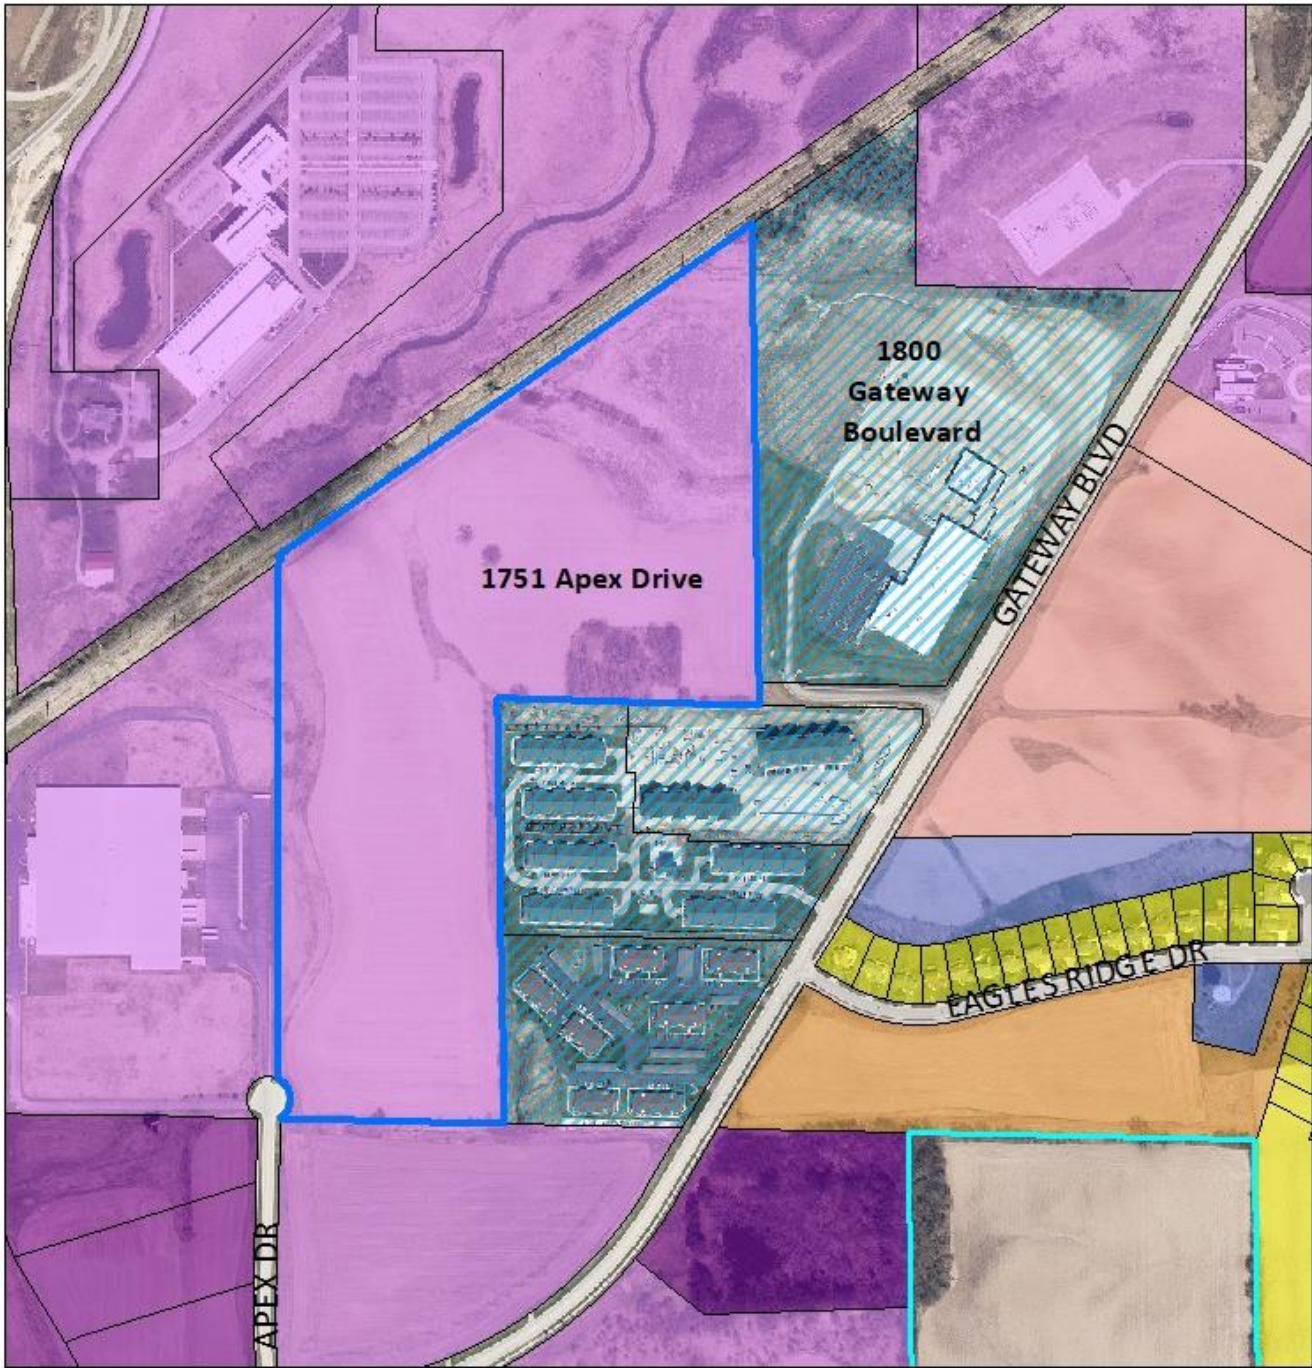 1800
Gateway
Boulevard
GATEWAY BLVD
1751 Apex Drive
EAGLES RIDGE DR
APEX DR